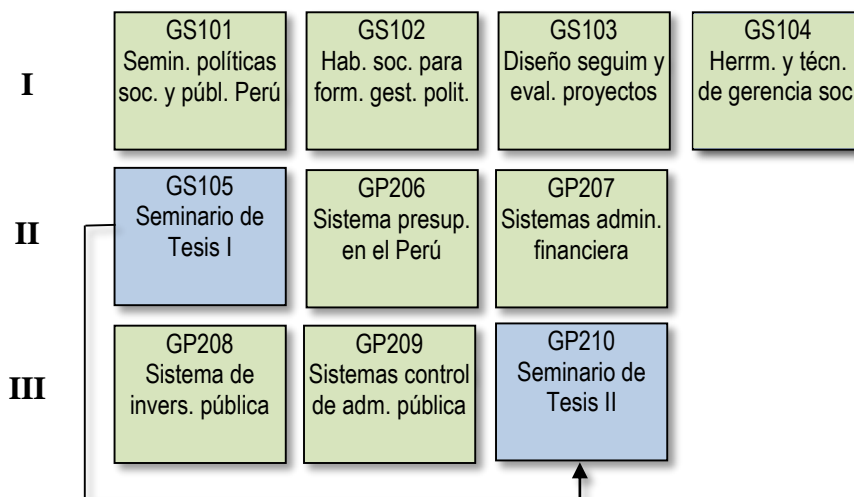 I
GS101
Semin. políticas
soc. y públ. Perú
GS102
Hab. soc. para
form. gest. polit.
GS103
Diseño seguim y
eval. proyectos
GS104
Herrm. y técn.
de gerencia soc
II
GS105
Seminario de
Tesis I
GP206
Sistema presup.
en el Perú
GP207
Sistemas admin.
financiera
III
GP208
Sistema de
invers. pública
GP209
Sistemas control
de adm. pública
GP210
Seminario de
Tesis II